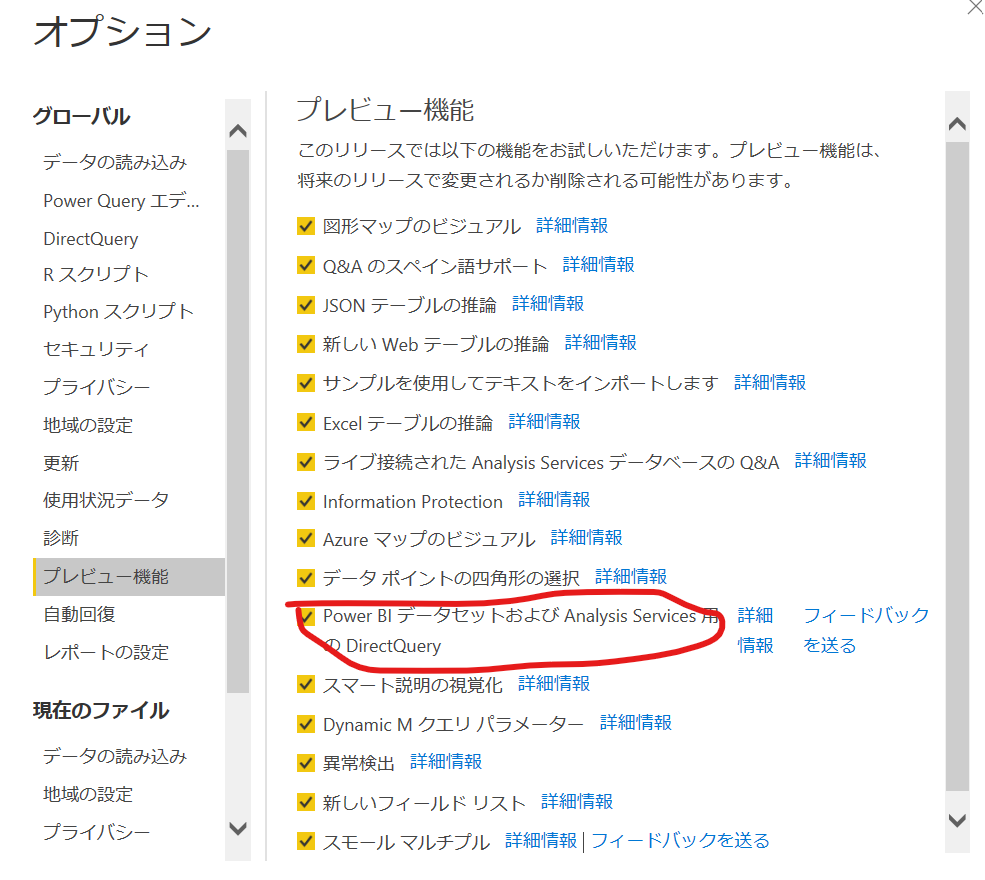 オプション
グローバル
データの読み込み
Power Query エデ...
DirectQuery
R スクリプト
Python スクリプト
セキュリティ
プライバシー
地域の設定
更新
使用状況データ
診断
プレビュー機能
自動回復
レポートの設定
現在のファイル
データの読み込み
地域の設定
プライバシー
プレビュー機能
このリリースでは以下の機能をお試しいただけます。プレビュー機能は、
将来のリリースで変更されるか削除される可能性があります。
図形マップのビジュアル 詳細情報
Q&A のスペイン語サポート 詳細情報
JSON テーブルの推論 詳細情報
新しい Web テーブルの推論 詳細情報
サンプルを使用してテキストをインポートします 詳細情報
Excel テーブルの推論 詳細情報
ライブ接続された Analysis Services データベースの Q&A 詳細情報
Information Protection 詳細情報
Azure マップのビジュアル 詳細情報
データ ポイントの四角形の選択 詳細情報
Power BI データセットおよび Analysis Services 用 詳細 フィードバック
の DirectQuery 情報 を送る
スマート説明の視覚化 詳細情報
Dynamic M クエリ パラメーター 詳細情報
異常検出 詳細情報
新しいフィールド リスト 詳細情報
スモール マルチプル 詳細情報 | フィードバックを送る